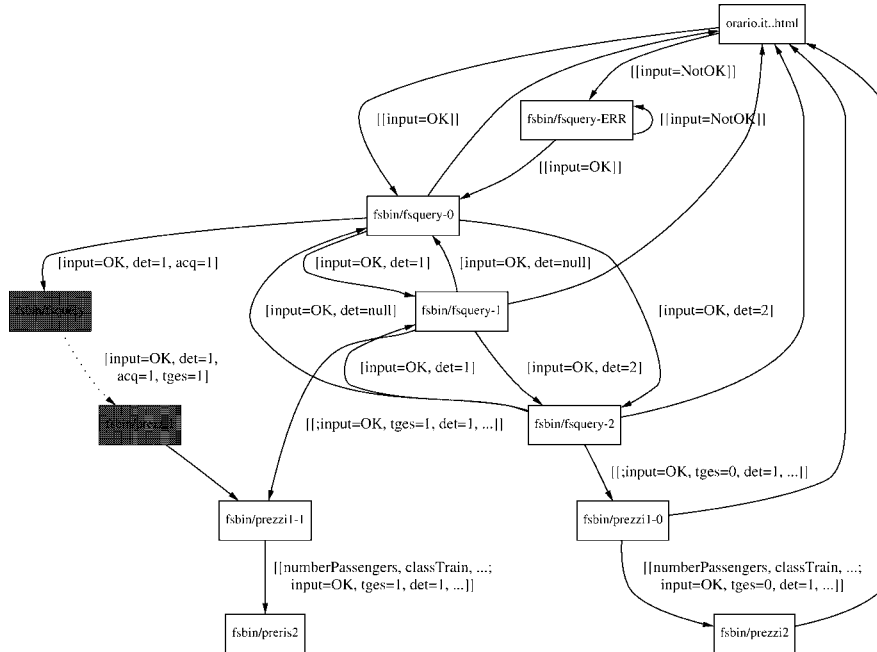 orario.it..html
[[input=NotOK]]
fsbin/fsquery-ERR
[[input=NotOK]]
[[input=OK]]
[[input=OK]]
fsbin/fsquery-0
[input=OK, det=1, acq=1]
[input=OK, det=1]
[input=OK, det=null]
fsbin/fsquery
[input=OK, det=null]
fsbin/fsquery-1
[input=OK, det=2]
[input=OK, det=1,
acq=1, tges=1]
[input=OK, det=1]
[input=OK, det=2]
fsbin/prezzi1
[[;input=OK, tges=1, det=1, ...]]
fsbin/fsquery-2
[[;input=OK, tges=0, det=1, ...]]
fsbin/prezzi1-1
fsbin/prezzi1-0
[[numberPassengers, classTrain, ...;
input=OK, tges=1, det=1, ...]]
[[numberPassengers, classTrain, ...;
input=OK, tges=0, det=1, ...]]
fsbin/preris2
fsbin/prezzi2